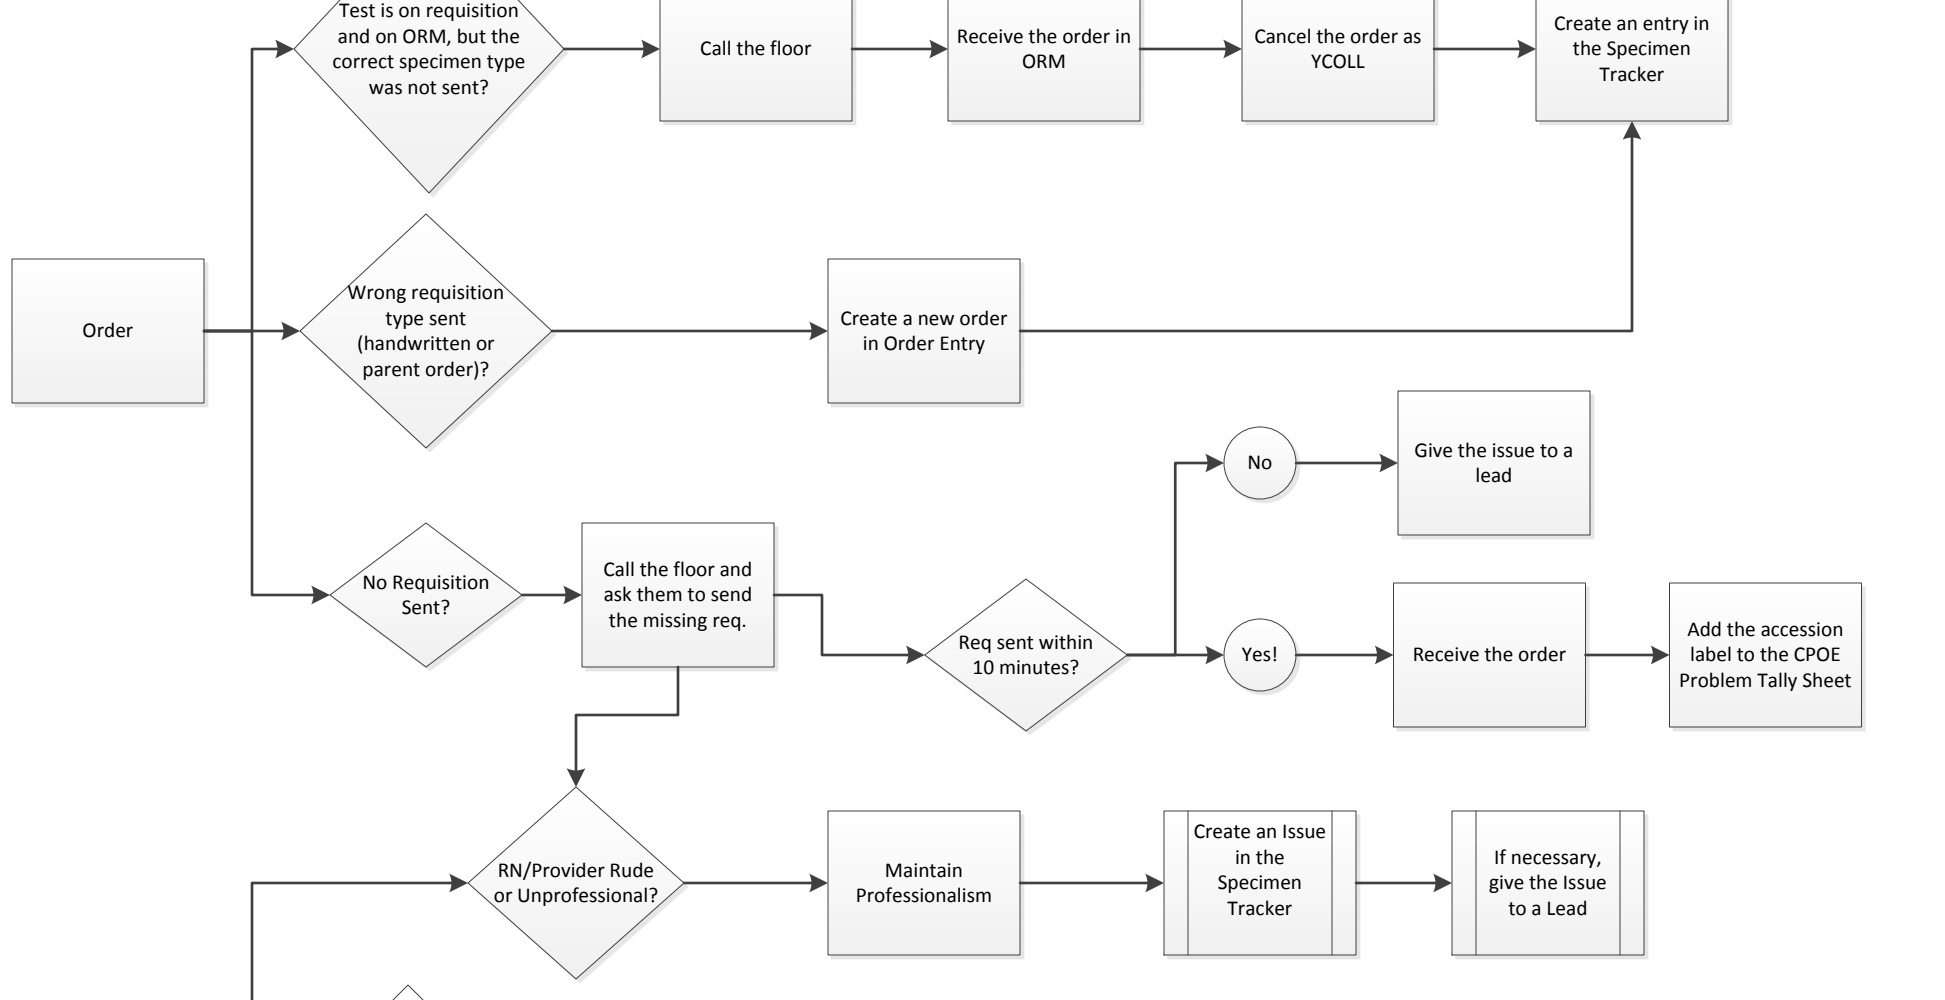 Test is on requisition
and on ORM, but the
correct specimen type
was not sent?
Call the floor
Receive the order in
ORM
Cancel the order as
YCOLL
Create an entry in
the Specimen
Tracker
Order
Wrong requisition
type sent
(handwritten or
parent order)?
Create a new order
in Order Entry
No
Give the issue to a
lead
No Requisition
Sent?
Call the floor and
ask them to send
the missing req.
Req sent within
10 minutes?
Yes!
Receive the order
Add the accession
label to the CPOE
Problem Tally Sheet
RN/Provider Rude
or Unprofessional?
Maintain
Professionalism
Create an Issue
in the
Specimen
Tracker
If necessary,
give the Issue
to a Lead